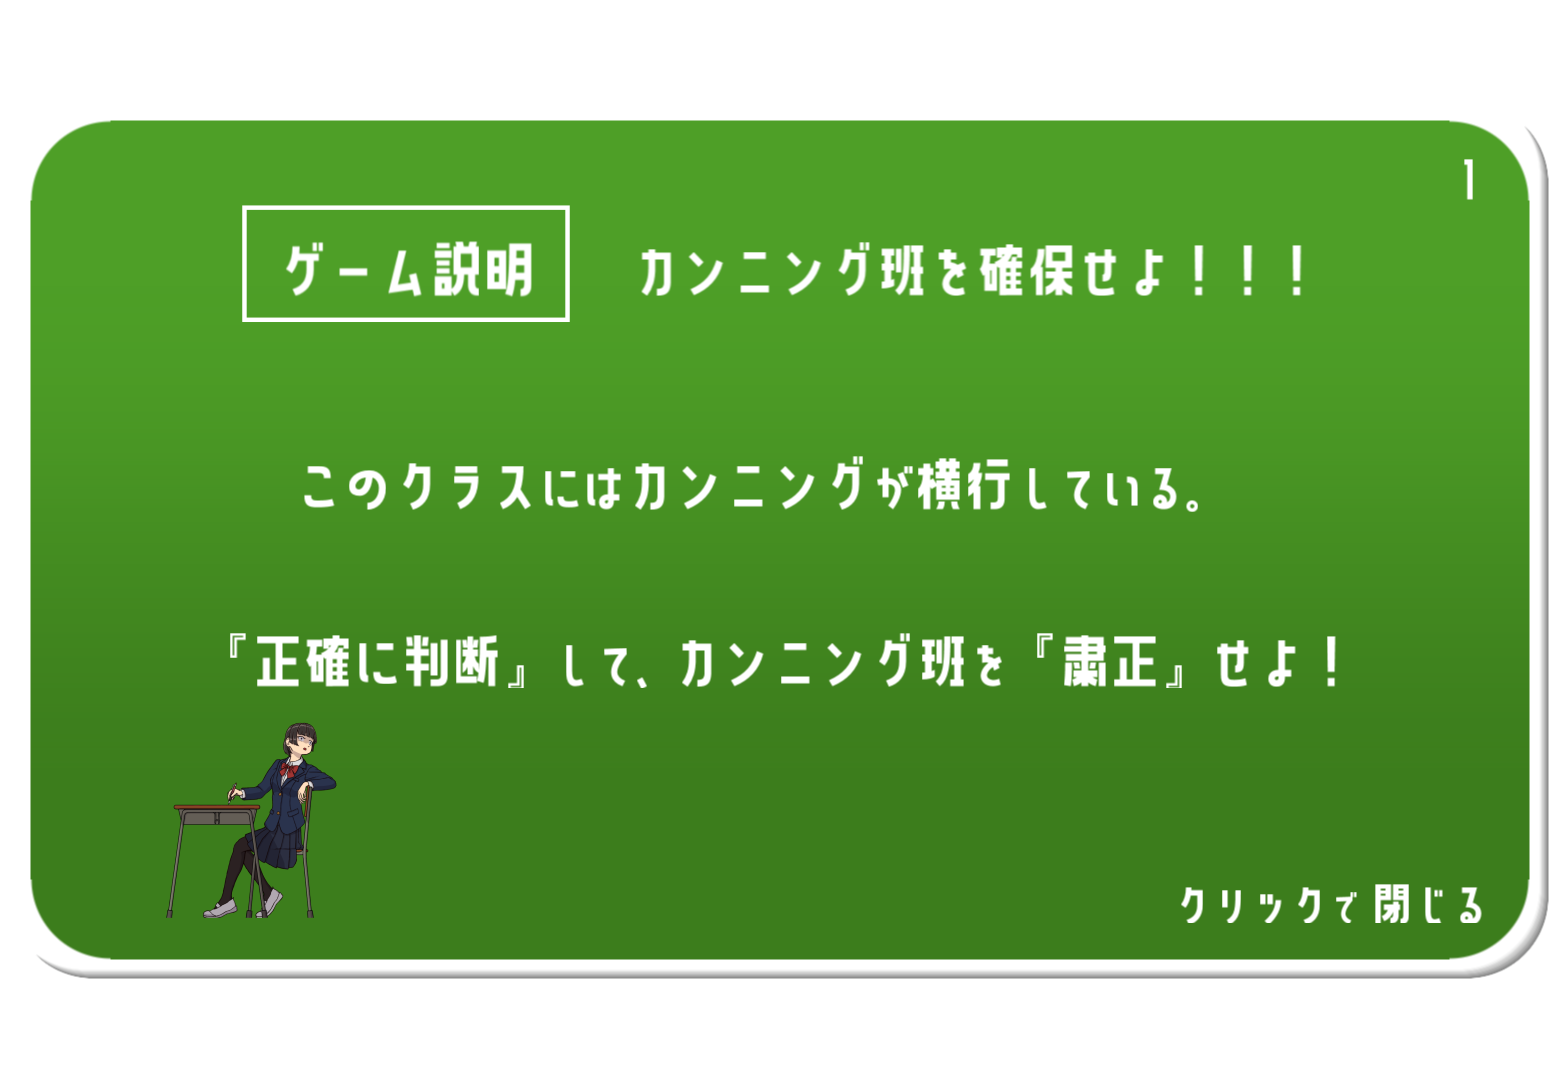 1
ゲーム説明 カンニング班を確保せよ！！！
このクラスにはカンニングが横行している。
『正確に判断』して、カンニング班を『粛正』せよ！
クリックで閉じる